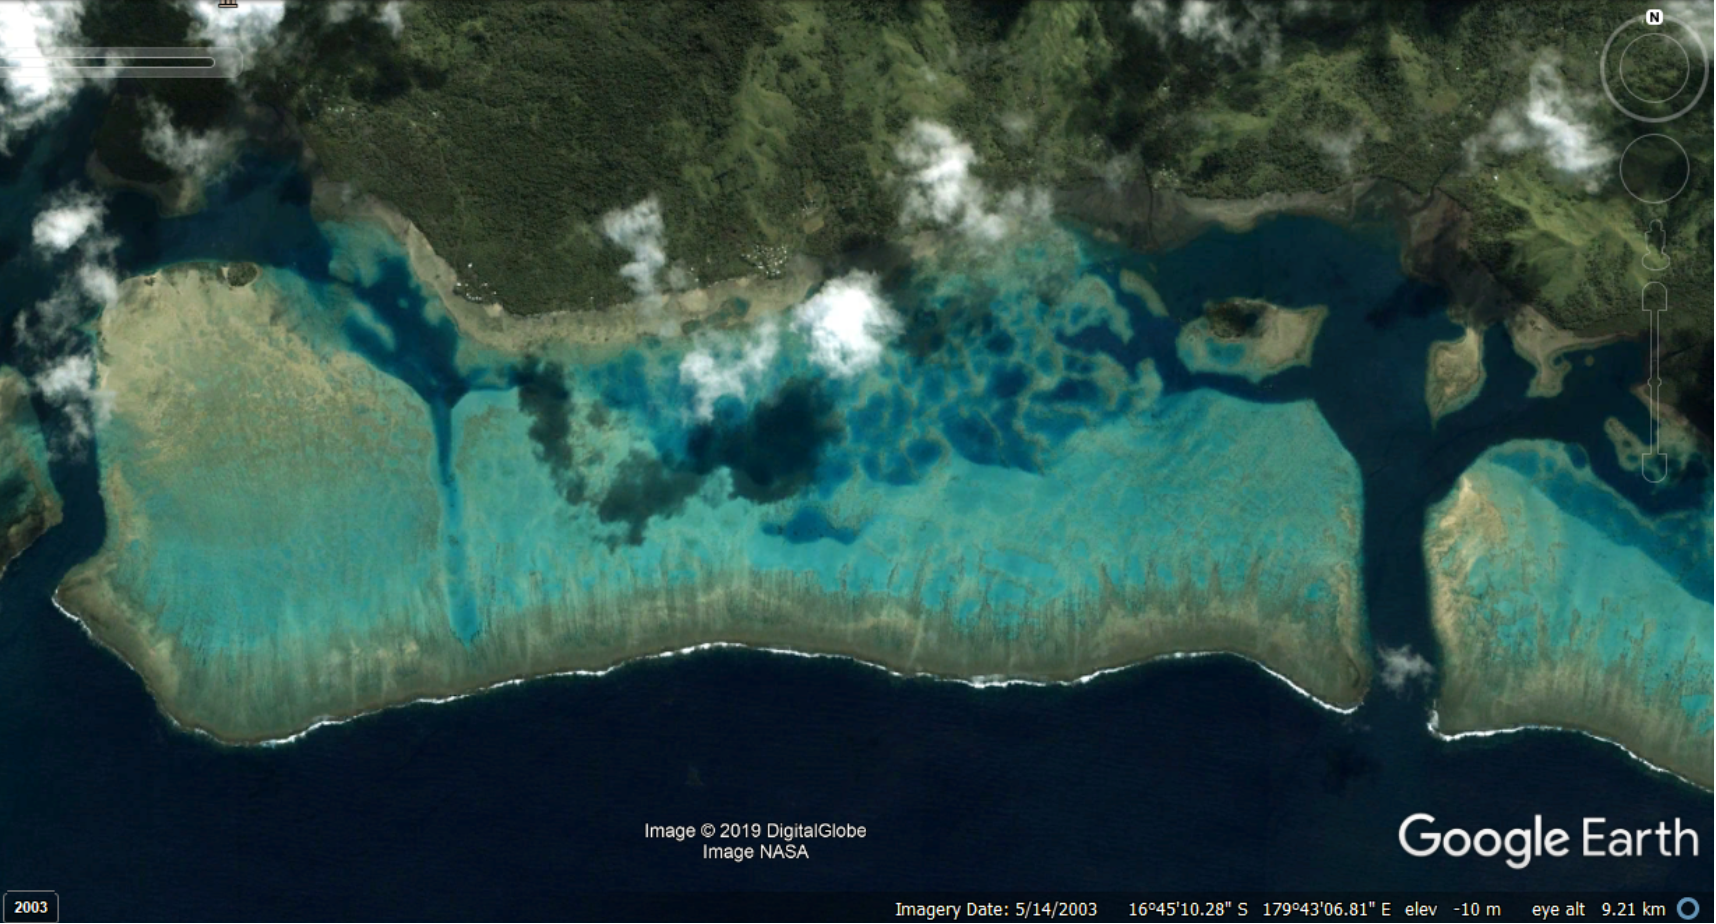 N
Image © 2019 DigitalGlobe
Image NASA
Google Earth
2003
Imagery Date: 5/14/2003 16°45'10.28" S 179°43'06.81" E elev -10 m eye alt 9.21 km